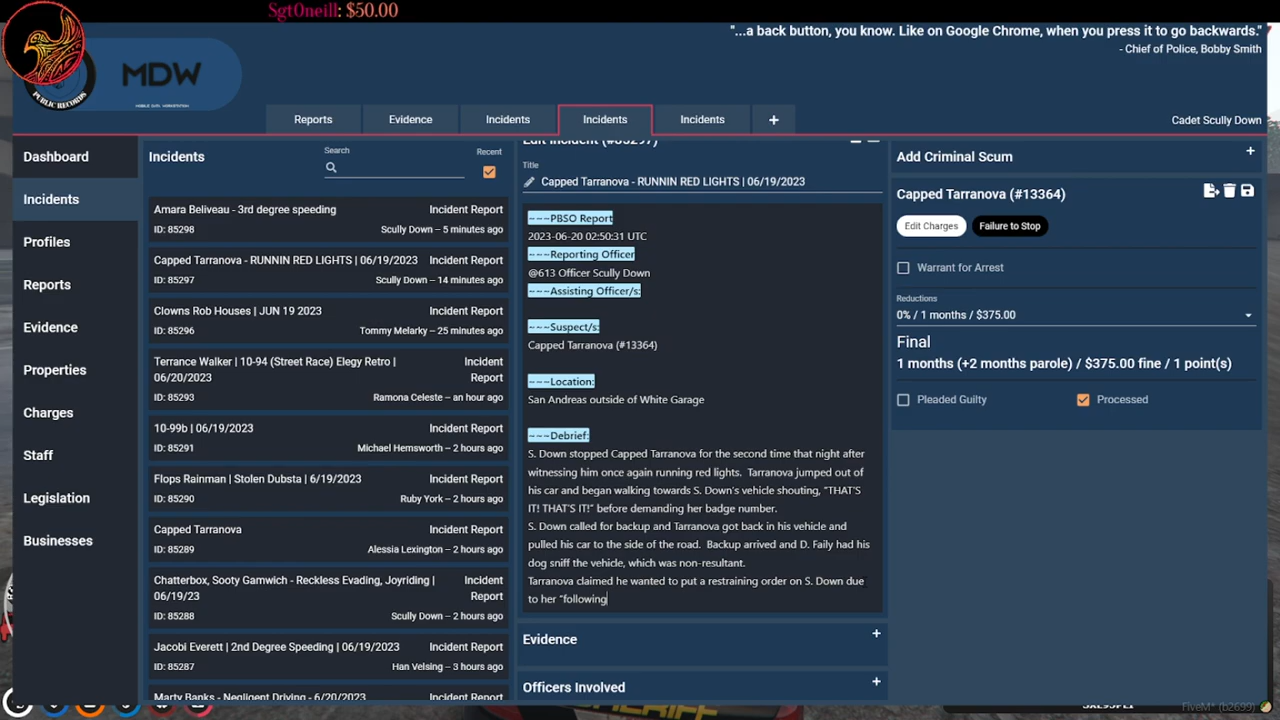 SgtOneill: $50.00
"...a back button, you know. Like on Google Chrome, when you press it to go backwards."
- Chief of Police, Bobby Smith
PUBLIC RECORDS
MDW
MOBILE DATA WORKSTATION
Reports
Evidence
Incidents
Incidents
Incidents
+
Cadet Scully Down
Dashboard
Incidents
Profiles
Reports
Evidence
Properties
Charges
Staff
Legislation
Businesses
Incidents
Search
Recent
Amara Beliveau - 3rd degree speeding
Incident Report
ID: 85298
Scully Down – 5 minutes ago
Capped Tarranova - RUNNIN RED LIGHTS | 06/19/2023
Incident Report
ID: 85297
Scully Down – 14 minutes ago
Clowns Rob Houses | JUN 19 2023
Incident Report
ID: 85296
Tommy Melarky – 25 minutes ago
Terrance Walker | 10-94 (Street Race) Elegy Retro |
06/20/2023
Incident
Report
ID: 85293
Ramona Celeste – an hour ago
10-99b | 06/19/2023
Incident Report
ID: 85291
Michael Hemsworth – 2 hours ago
Flops Rainman | Stolen Dubsta | 6/19/2023
Incident Report
ID: 85290
Ruby York – 2 hours ago
Capped Tarranova
Incident Report
ID: 85289
Alessia Lexington – 2 hours ago
Chatterbox, Sooty Gamwich - Reckless Evading, Joyriding |
06/19/23
Incident
Report
ID: 85288
Scully Down – 2 hours ago
Jacobi Everett | 2nd Degree Speeding | 06/19/2023
Incident Report
ID: 85287
Han Velsing – 3 hours ago
Marty Banks - Negligent Driving - 6/20/2023
Incident Report
Edit Incident (#85297)
Title
Capped Tarranova - RUNNIN RED LIGHTS | 06/19/2023
~~~PBSO Report
2023-06-20 02:50:31 UTC
~~~Reporting Officer
@613 Officer Scully Down
~~~Assisting Officer/s:
~~~Suspect/s:
Capped Tarranova (#13364)
~~~Location:
San Andreas outside of White Garage
~~~Debrief:
S. Down stopped Capped Tarranova for the second time that night after
witnessing him once again running red lights. Tarranova jumped out of
his car and began walking towards S. Down's vehicle shouting, "THAT'S
IT! THAT'S IT!" before demanding her badge number.
S. Down called for backup and Tarranova got back in his vehicle and
pulled his car to the side of the road. Backup arrived and D. Faily had his
dog sniff the vehicle, which was non-resultant.
Tarranova claimed he wanted to put a restraining order on S. Down due
to her "following
Evidence
+
Officers Involved
+
Add Criminal Scum
+
Capped Tarranova (#13364)
Edit Charges
Failure to Stop
Warrant for Arrest
Reductions
0% / 1 months / $375.00
Final
1 months (+2 months parole) / $375.00 fine / 1 point(s)
Pleaded Guilty
Processed
SHERIFF
FiveM* (b2699)